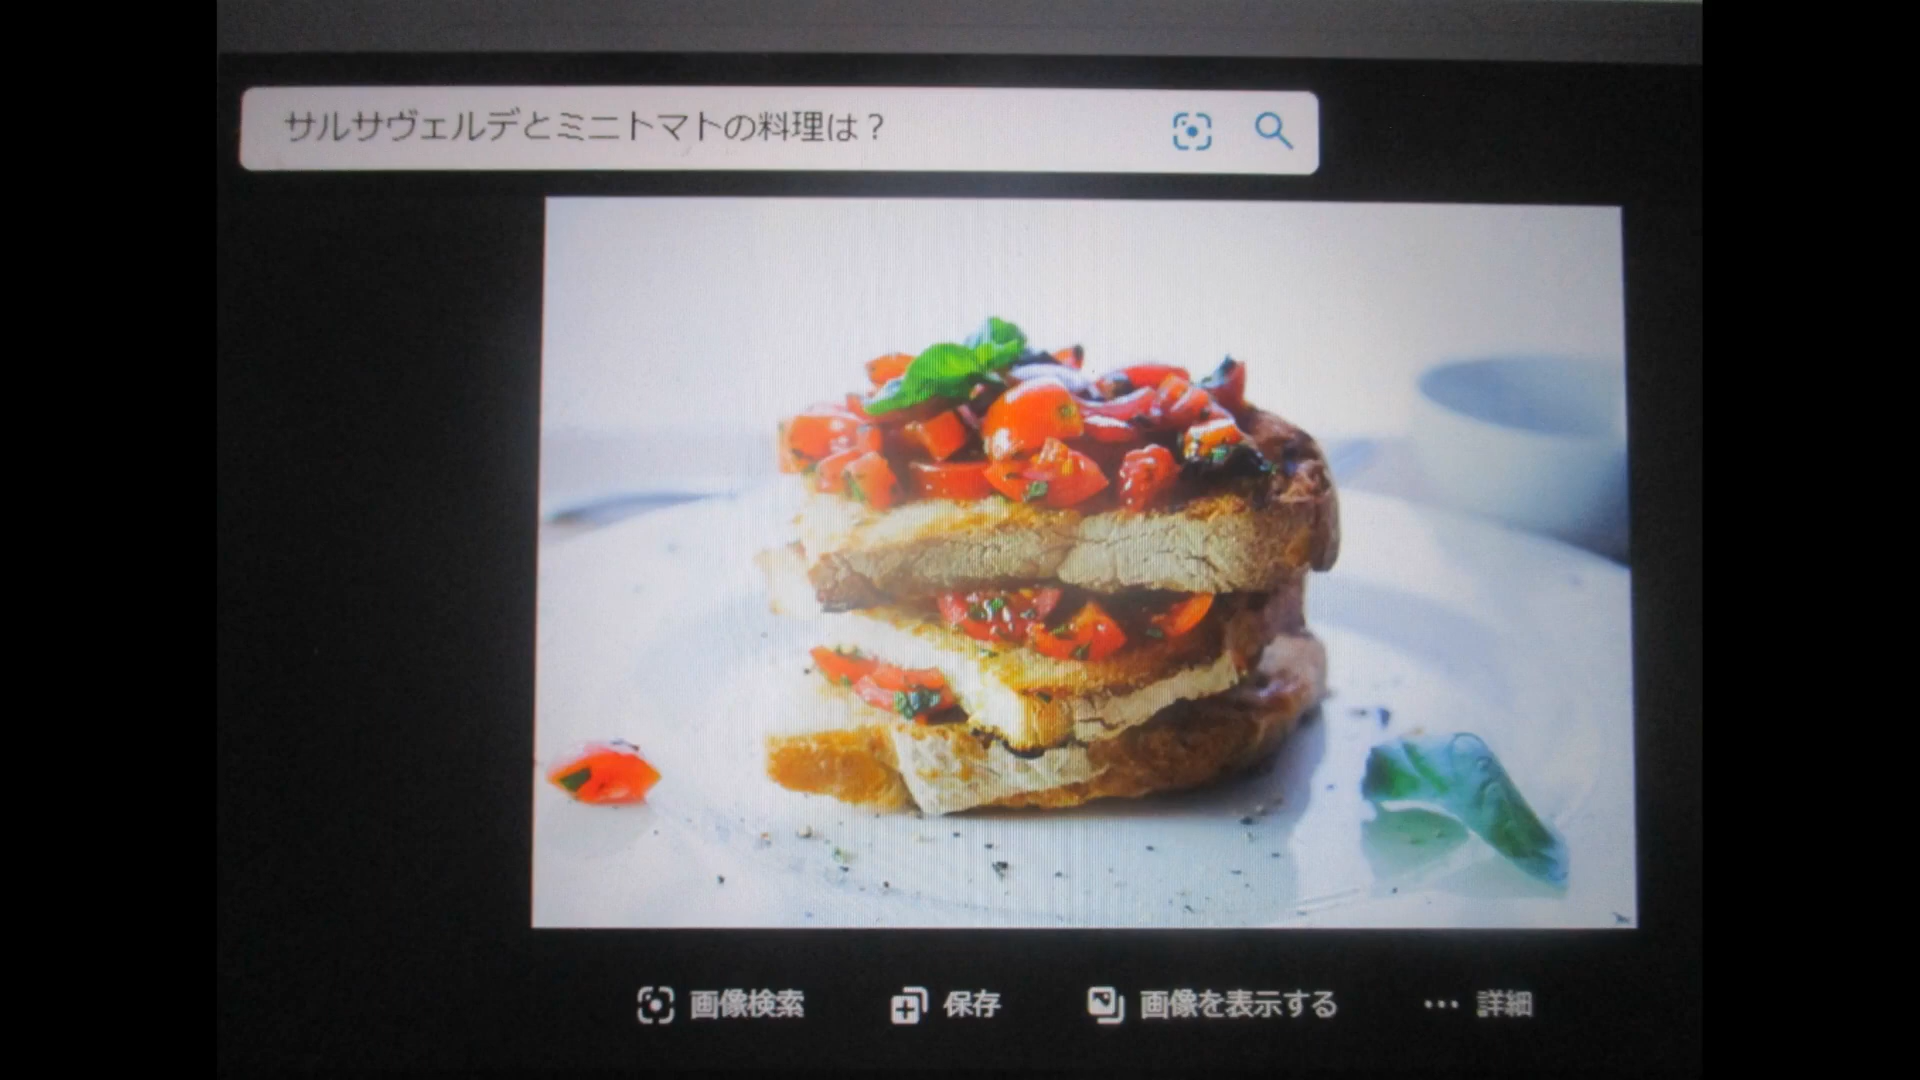 サルサヴェルデとミニトマトの料理は？
画像検索
保存
画像を表示する
詳細